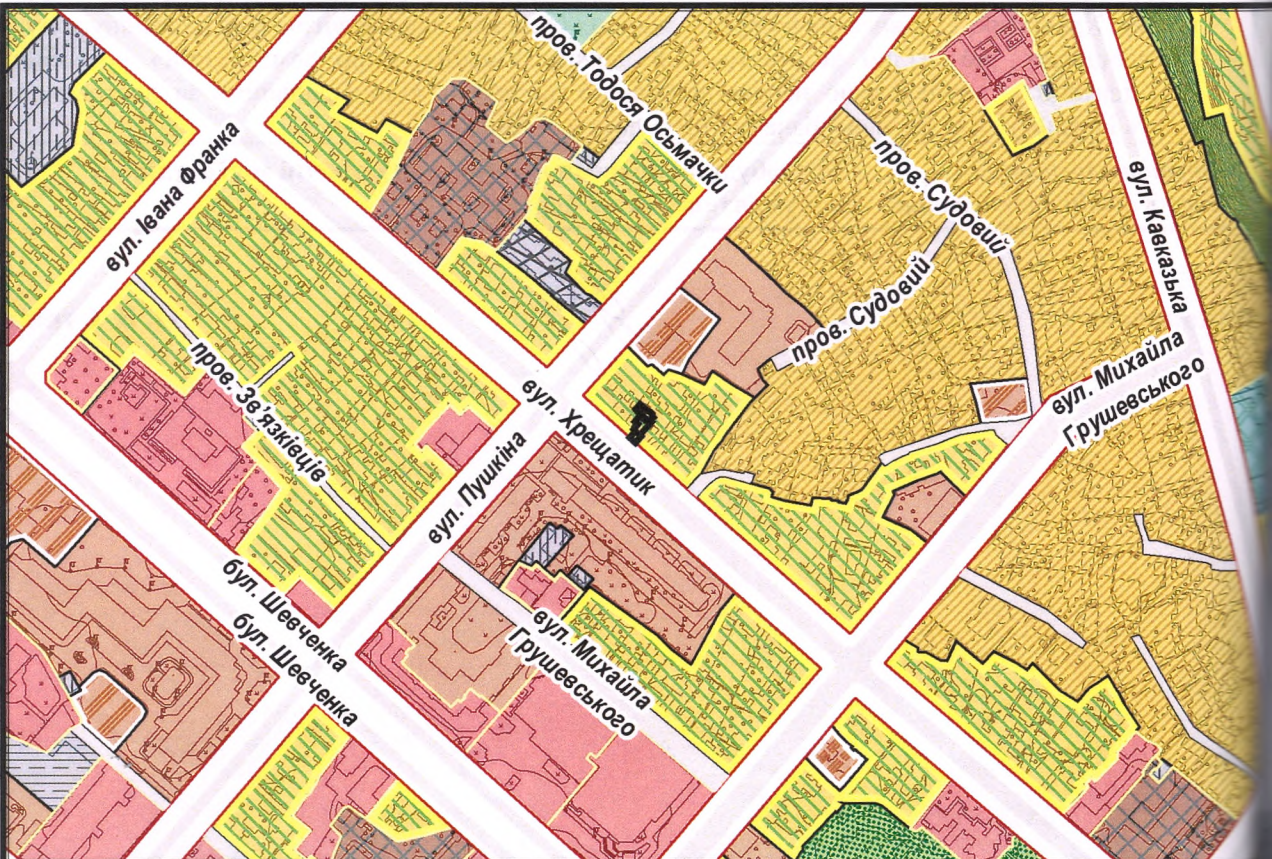 пров. Тодося Осьмачки
вул. Івана Франка
пров. Судовий
вул. Кавказька
пров. Судовий
вул. Михайла
Грушевського
пров. Зв'язківців
вул. Хрещатик
вул. Пушкіна
бул. Шевченка
бул. Шевченка
вул. Михайла
Грушевського